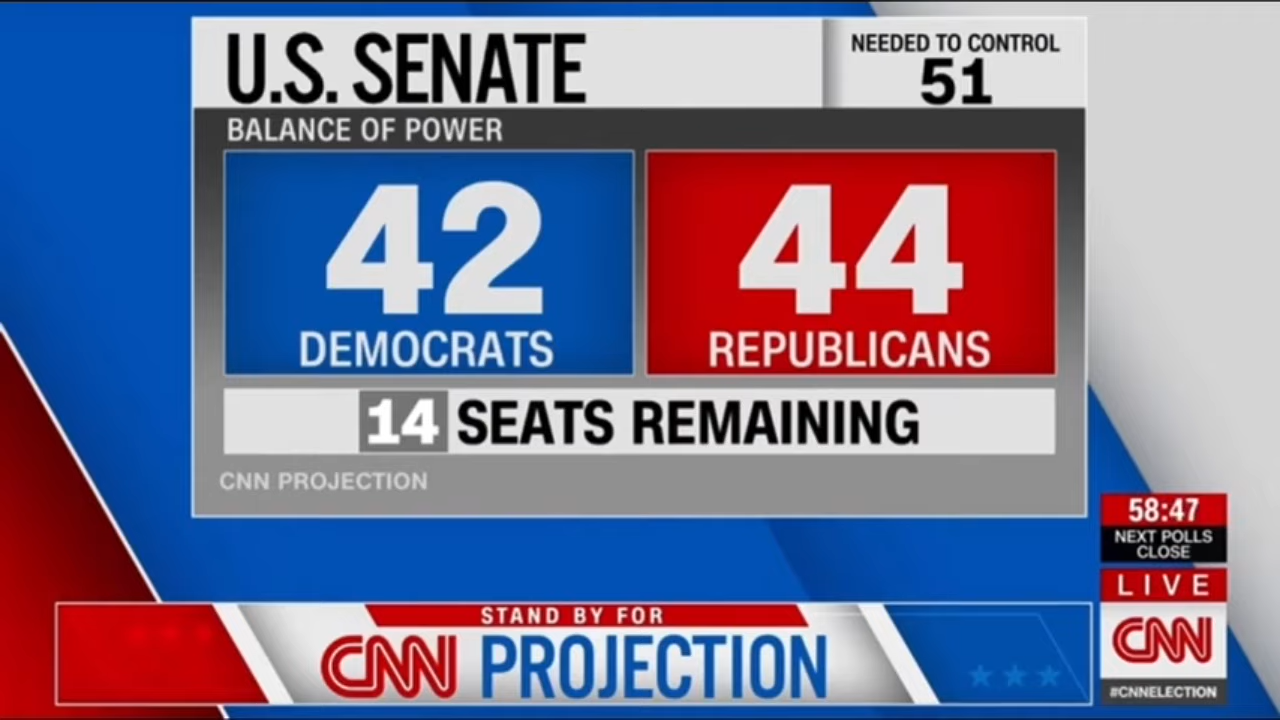 U.S. SENATE
NEEDED TO CONTROL
51
BALANCE OF POWER
42
DEMOCRATS
44
REPUBLICANS
14 SEATS REMAINING
CNN PROJECTION
58:47
NEXT POLLS
CLOSE
LIVE
CNN
#CNNELECTION
STAND BY FOR
CNN PROJECTION